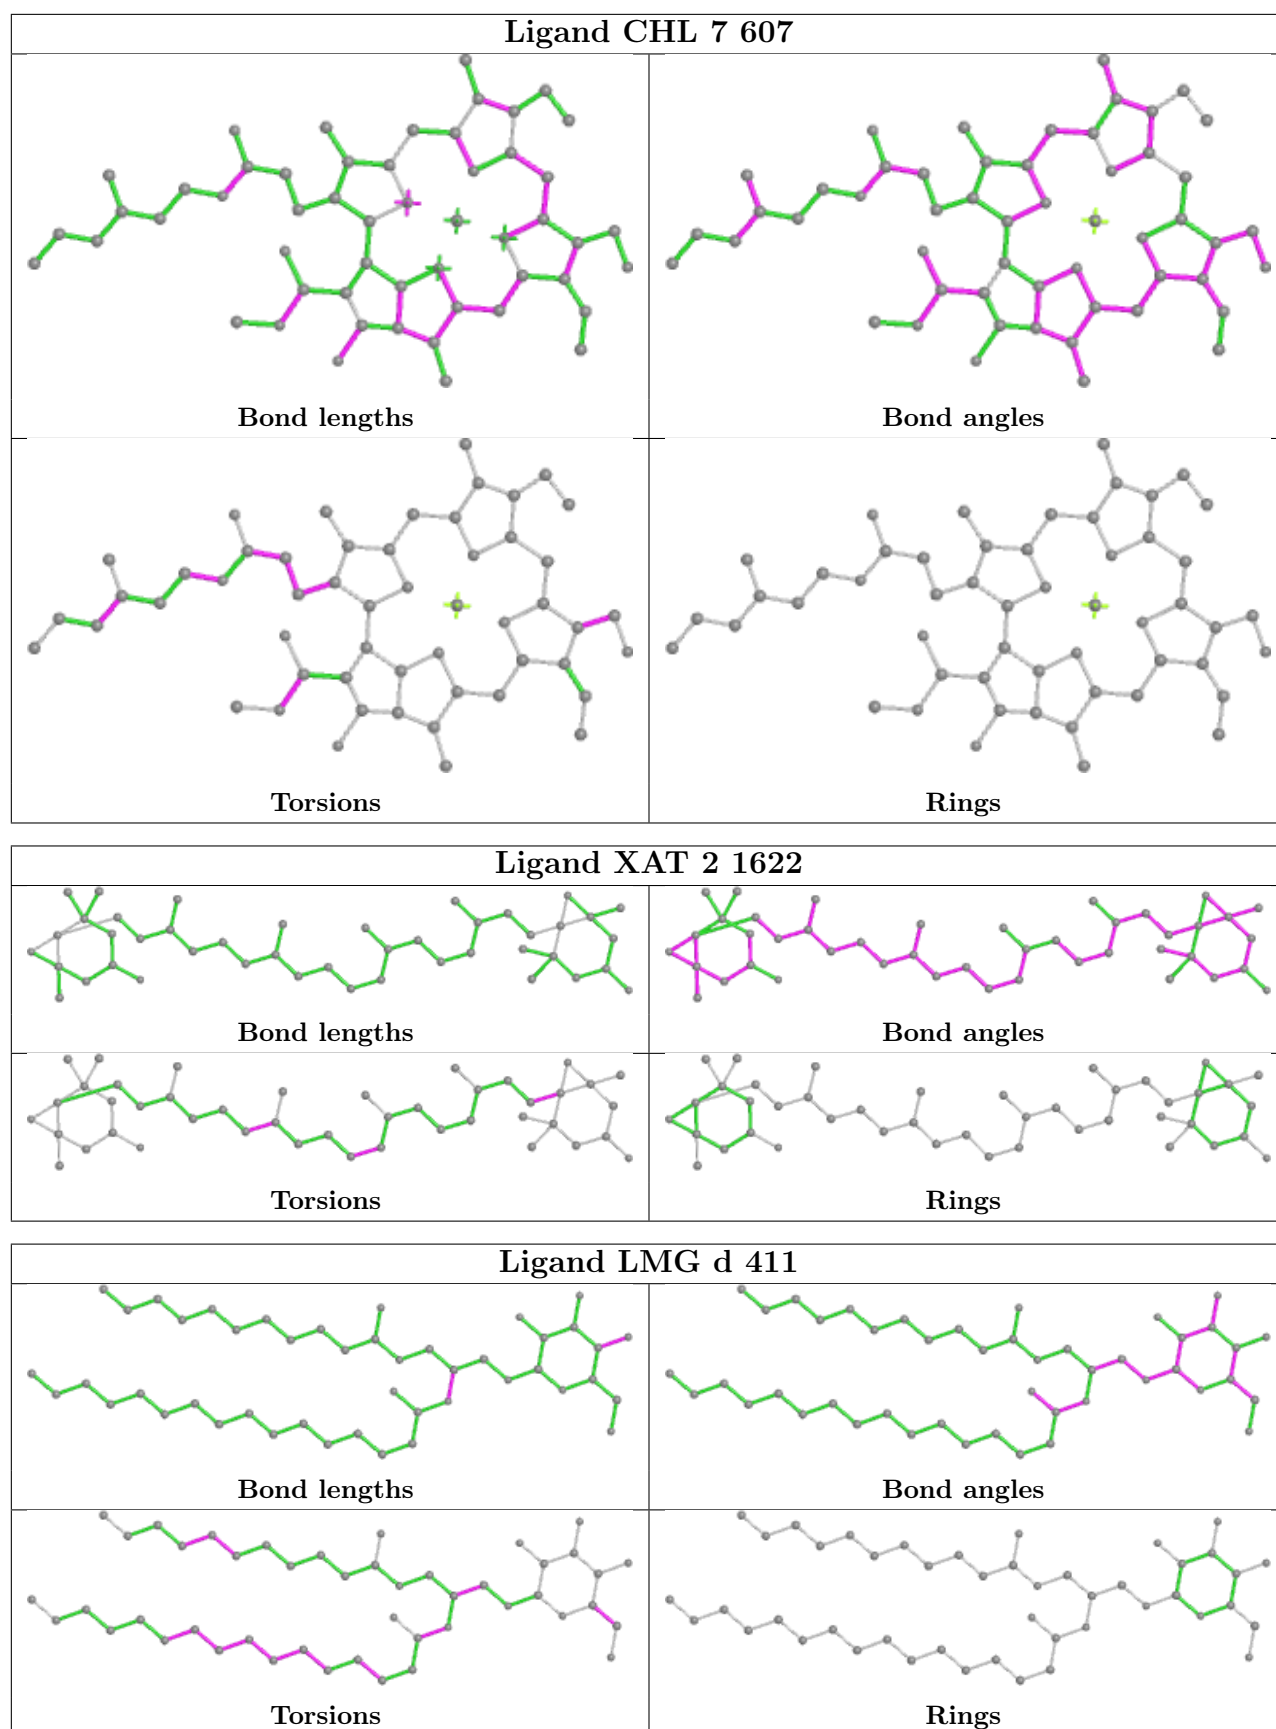 Ligand CHL 7 607
Bond lengths
Bond angles
Torsions
Rings
Ligand XAT 2 1622
Bond lengths
Bond angles
Torsions
Rings
Ligand LMG d 411
Bond lengths
Bond angles
Torsions
Rings